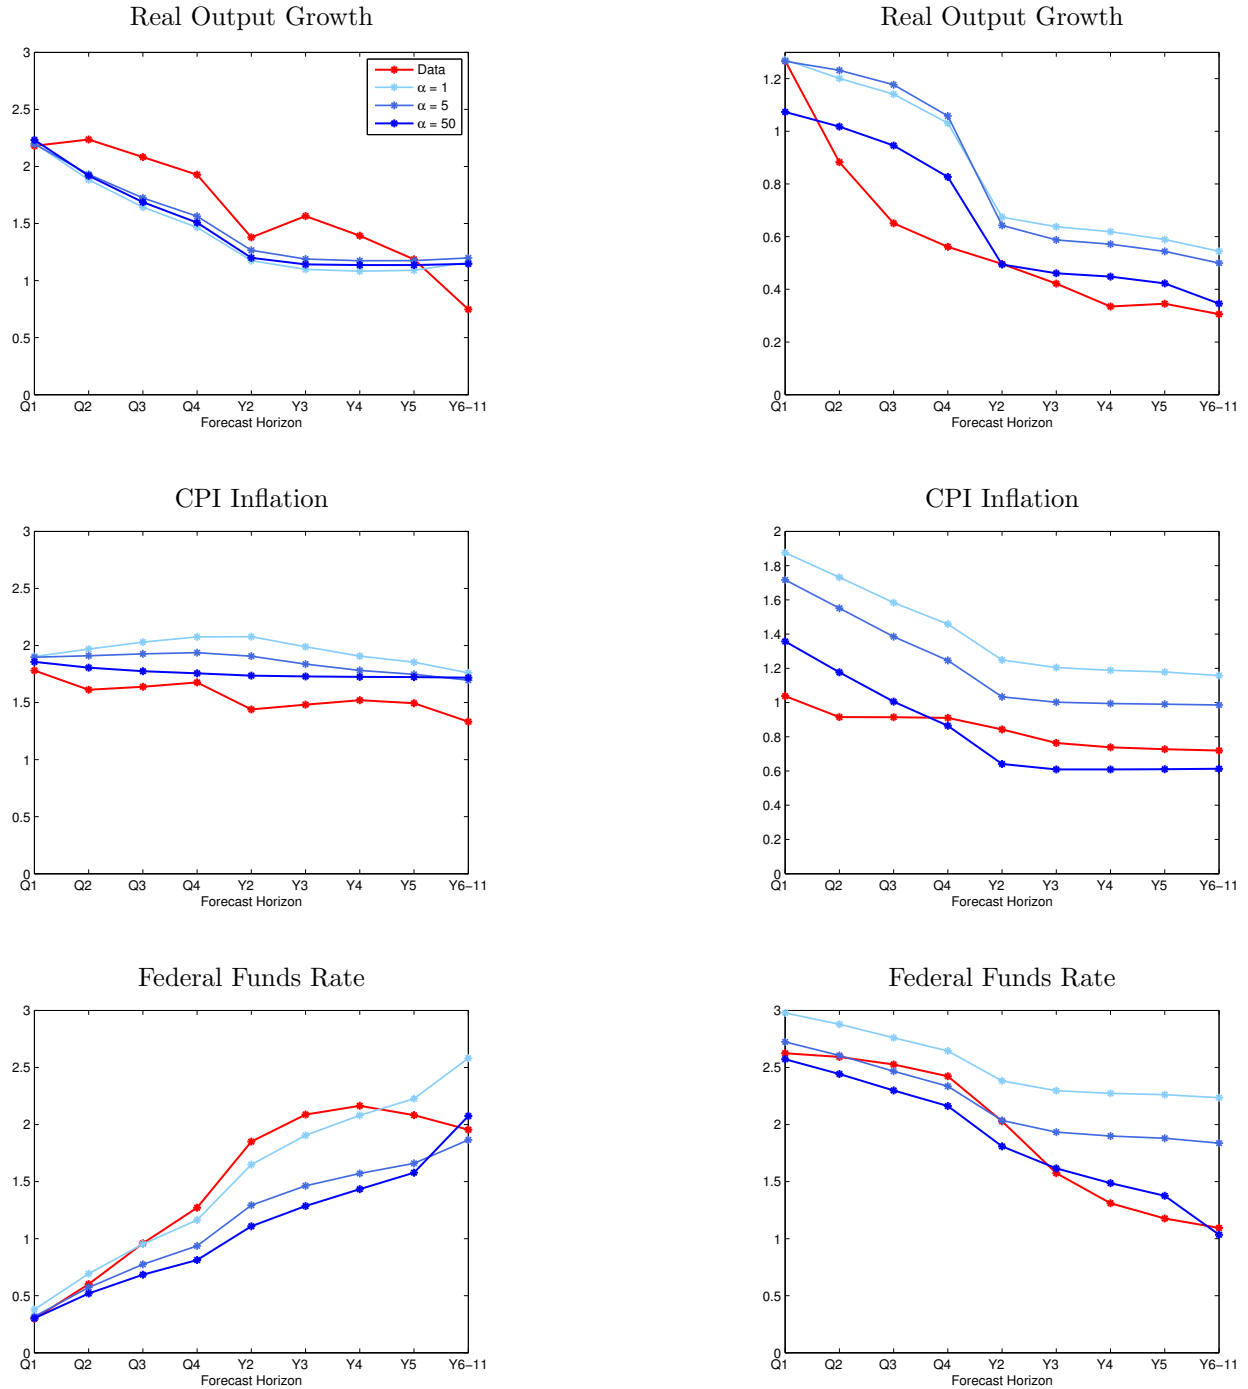 Real Output Growth
3
2.5
2
1.5
1
0.5
0
Data
α = 1
α = 5
α = 50
Q1 Q2 Q3 Q4 Y2 Y3 Y4 Y5 Y6−11
Forecast Horizon
Real Output Growth
1.2
1
0.8
0.6
0.4
0.2
0
Q1 Q2 Q3 Q4 Y2 Y3 Y4 Y5 Y6−11
Forecast Horizon
CPI Inflation
3
2.5
2
1.5
1
0.5
0
Q1 Q2 Q3 Q4 Y2 Y3 Y4 Y5 Y6−11
Forecast Horizon
CPI Inflation
2
1.8
1.6
1.4
1.2
1
0.8
0.6
0.4
0.2
0
Q1 Q2 Q3 Q4 Y2 Y3 Y4 Y5 Y6−11
Forecast Horizon
Federal Funds Rate
3
2.5
2
1.5
1
0.5
0
Q1 Q2 Q3 Q4 Y2 Y3 Y4 Y5 Y6−11
Forecast Horizon
Federal Funds Rate
3
2.5
2
1.5
1
0.5
0
Q1 Q2 Q3 Q4 Y2 Y3 Y4 Y5 Y6−11
Forecast Horizon